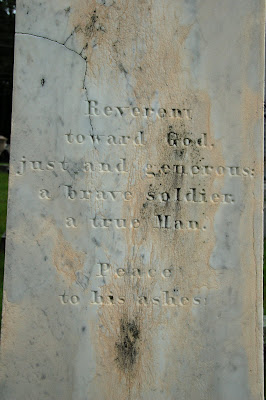 Reverent
toward God,
just and generous;
a brave soldier.
a true Man.
Peace
to his ashes